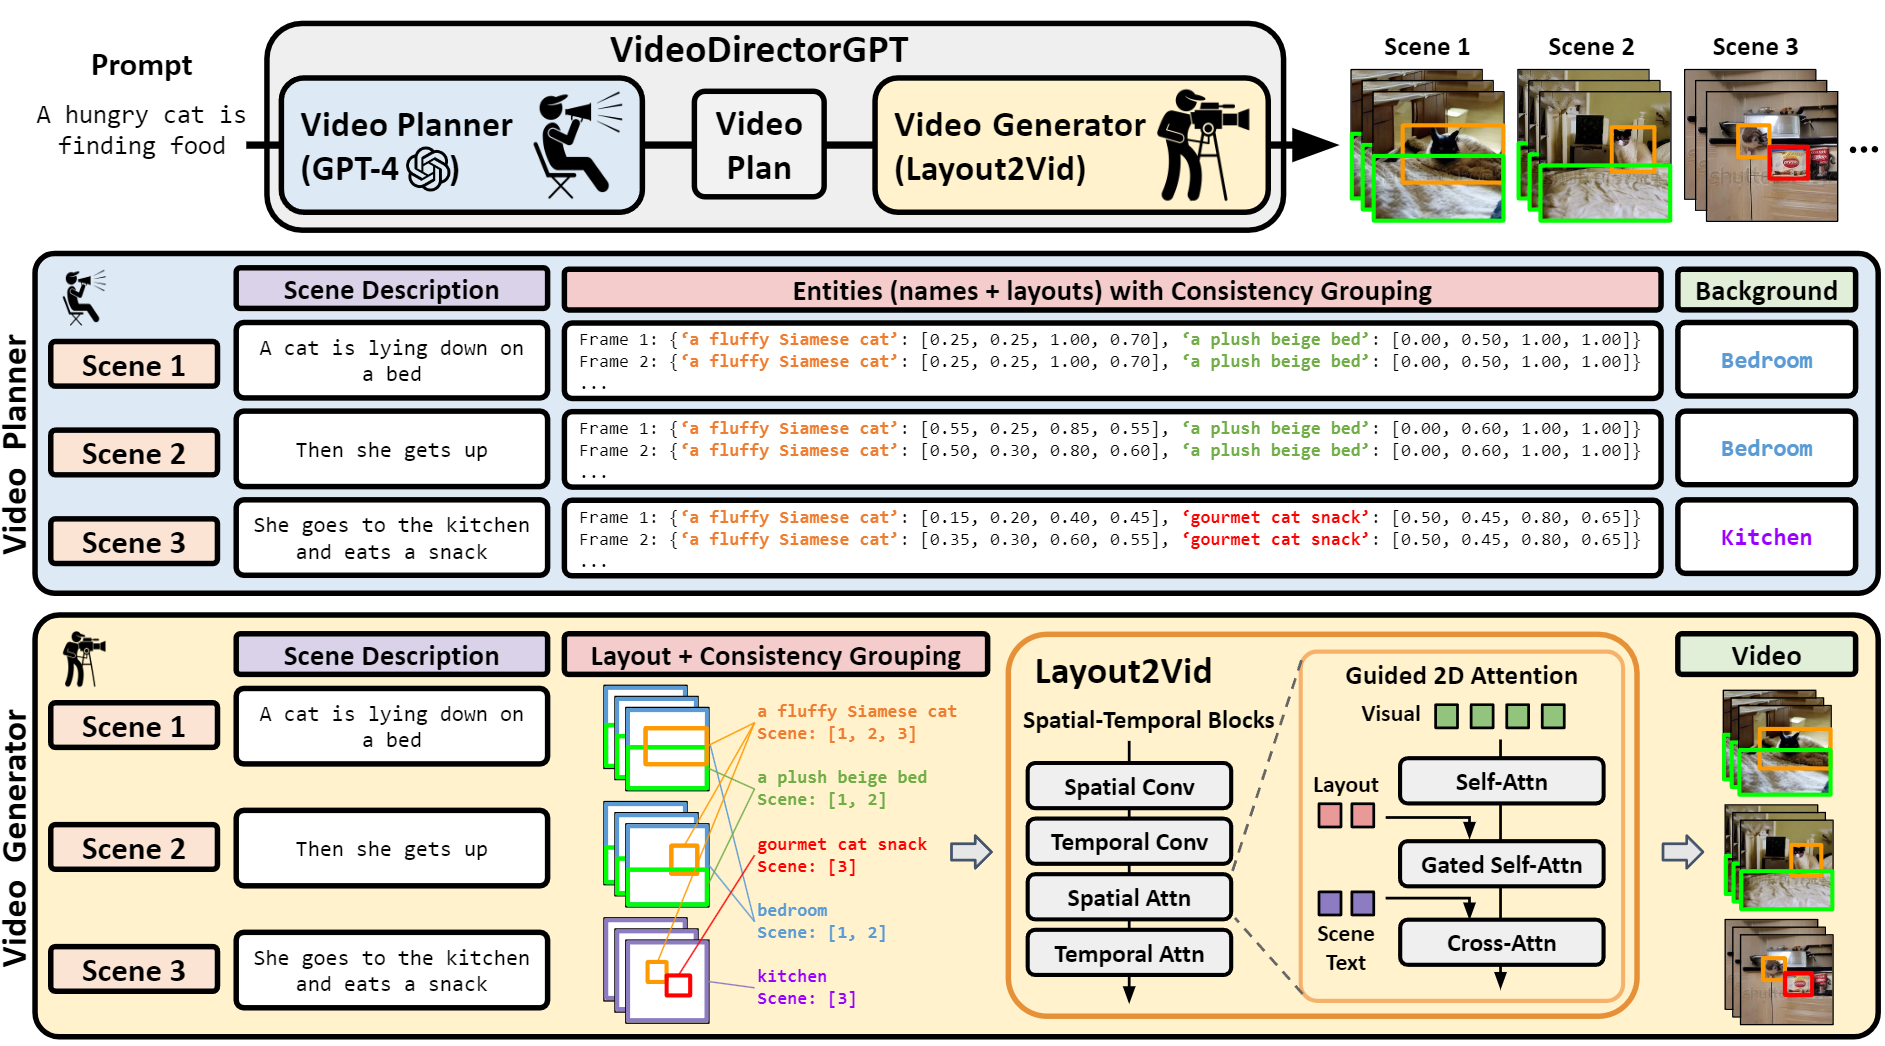 VideoDirectorGPT
Prompt
A hungry cat is
finding food
Video Planner
(GPT-4 )
Video
Plan
Video Generator
(Layout2Vid)
Scene 1
Scene 2
Scene 3
...
Video Planner
Scene Description
Entities (names + layouts) with Consistency Grouping
Background
Scene 1
A cat is lying down on
a bed
Frame 1: {‘a fluffy Siamese cat’: [0.25, 0.25, 1.00, 0.70], ‘a plush beige bed’: [0.00, 0.50, 1.00, 1.00]}
Frame 2: {‘a fluffy Siamese cat’: [0.25, 0.25, 1.00, 0.70], ‘a plush beige bed’: [0.00, 0.50, 1.00, 1.00]}
...
Bedroom
Scene 2
Then she gets up
Frame 1: {‘a fluffy Siamese cat’: [0.55, 0.25, 0.85, 0.55], ‘a plush beige bed’: [0.00, 0.60, 1.00, 1.00]}
Frame 2: {‘a fluffy Siamese cat’: [0.50, 0.30, 0.80, 0.60], ‘a plush beige bed’: [0.00, 0.60, 1.00, 1.00]}
...
Bedroom
Scene 3
She goes to the kitchen
and eats a snack
Frame 1: {‘a fluffy Siamese cat’: [0.15, 0.20, 0.40, 0.45], ‘gourmet cat snack’: [0.50, 0.45, 0.80, 0.65]}
Frame 2: {‘a fluffy Siamese cat’: [0.35, 0.30, 0.60, 0.55], ‘gourmet cat snack’: [0.50, 0.45, 0.80, 0.65]}
...
Kitchen
Video Generator
Scene Description
Layout + Consistency Grouping
Video
Scene 1
A cat is lying down on
a bed
Scene 2
Then she gets up
Scene 3
She goes to the kitchen
and eats a snack
a fluffy Siamese cat
Scene: [1, 2, 3]
a plush beige bed
Scene: [1, 2]
gourmet cat snack
Scene: [3]
bedroom
Scene: [1, 2]
kitchen
Scene: [3]
Layout2Vid
Spatial-Temporal Blocks
Spatial Conv
Temporal Conv
Spatial Attn
Temporal Attn
Guided 2D Attention
Visual
Self-Attn
Layout
Gated Self-Attn
Scene
Text
Cross-Attn